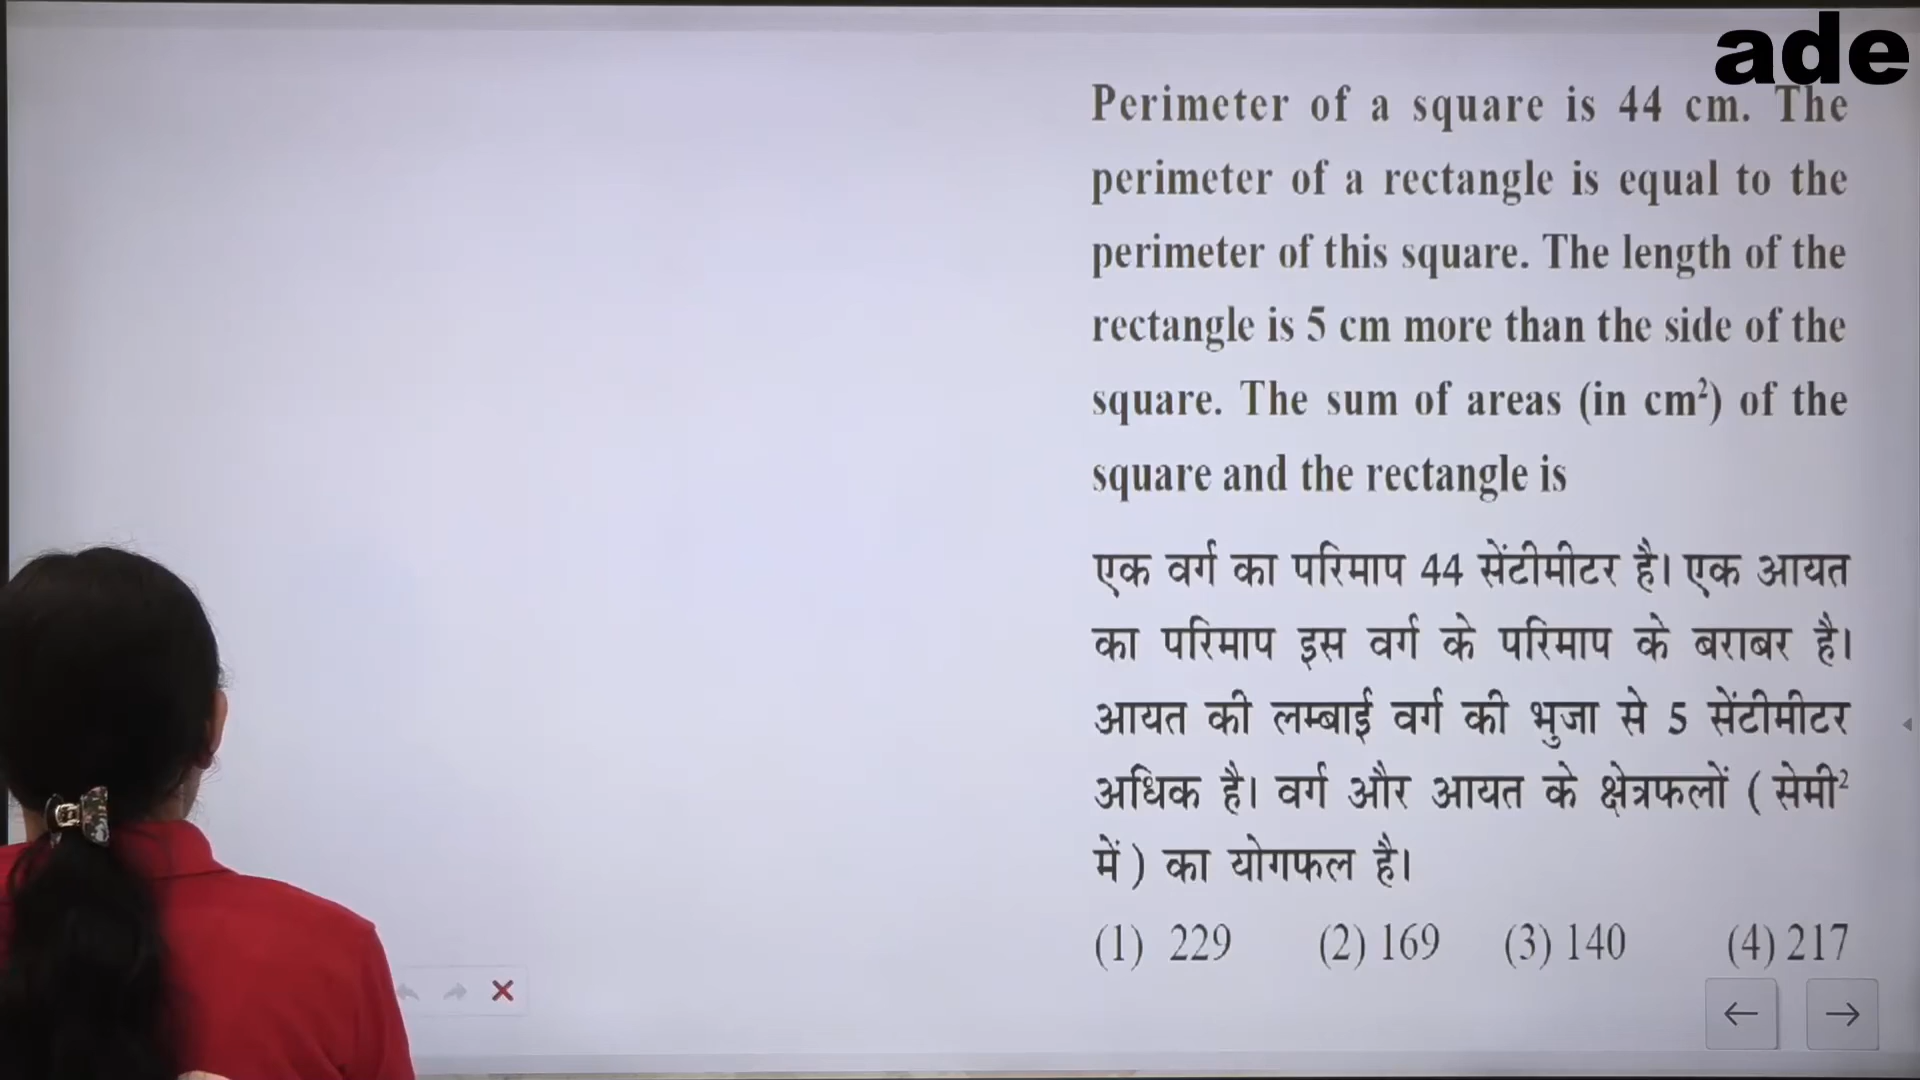 ade
Perimeter of a square is 44 cm. The
perimeter of a rectangle is equal to the
perimeter of this square. The length of the
rectangle is 5 cm more than the side of the
square. The sum of areas (in cm²) of the
square and the rectangle is
एक वर्ग का परिमाप 44 सेंटीमीटर है। एक आयत
का परिमाप इस वर्ग के परिमाप के बराबर है।
आयत की लम्बाई वर्ग की भुजा से 5 सेंटीमीटर
अधिक है। वर्ग और आयत के क्षेत्रफलों ( सेमी²
में ) का योगफल है।
(1) 229 (2) 169 (3) 140 (4) 217